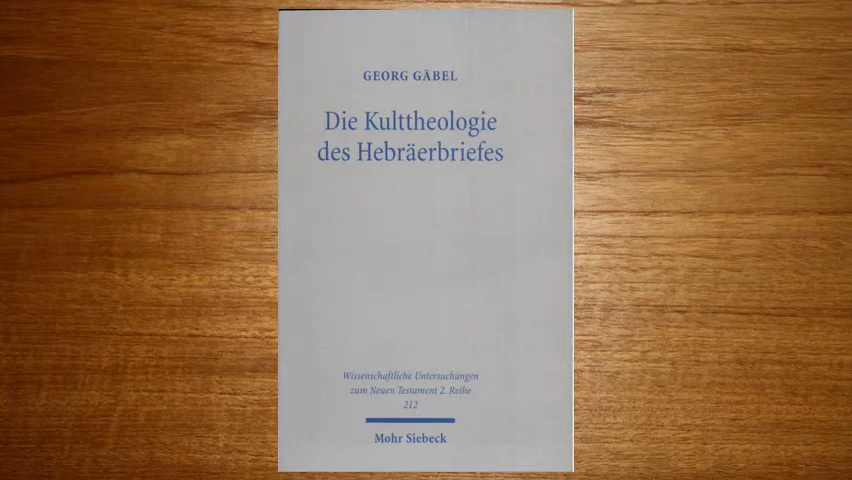 GEORG GÄBEL
Die Kulttheologie
des Hebräerbriefes
Wissenschaftliche Untersuchungen
zum Neuen Testament 2. Reihe
212
Mohr Siebeck